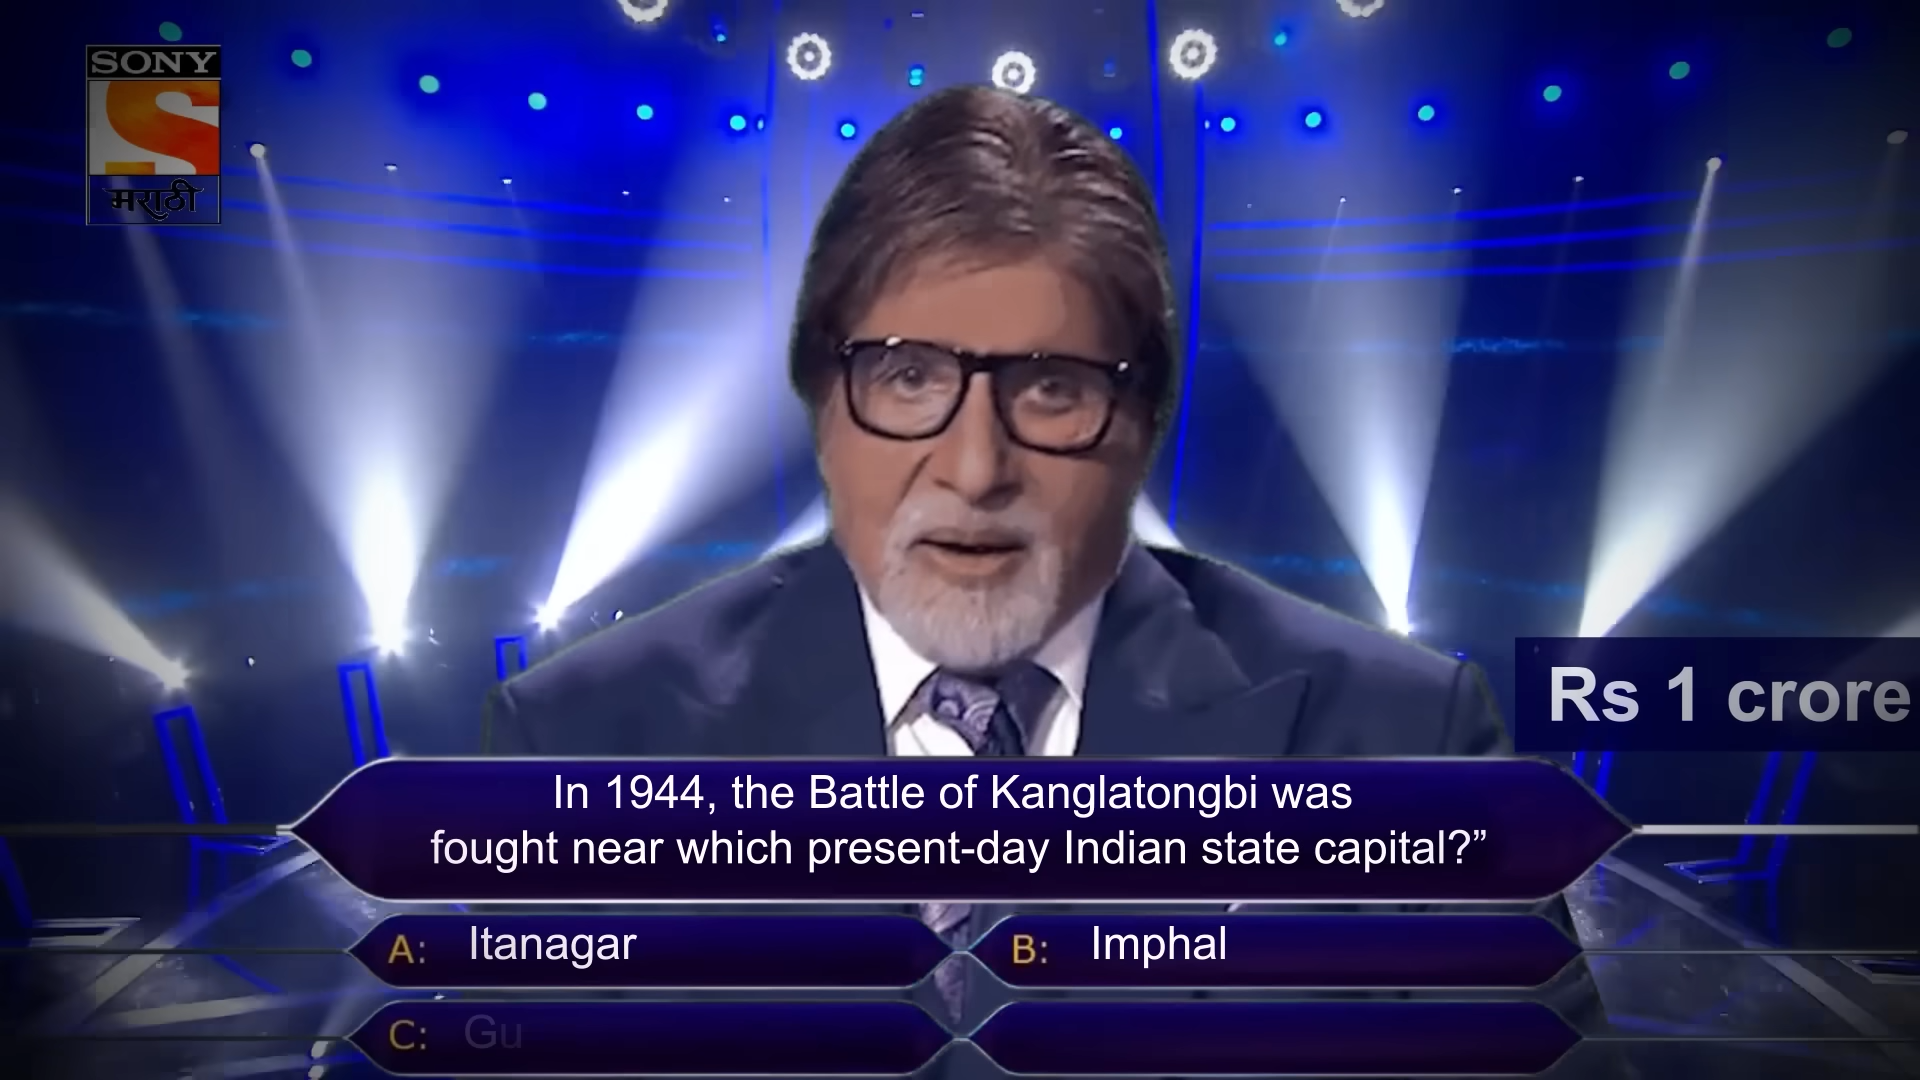 SONY
मराठी
Rs 1 crore
In 1944, the Battle of Kanglatongbi was
fought near which present-day Indian state capital?”
A: Itanagar
B: Imphal
C: Gu